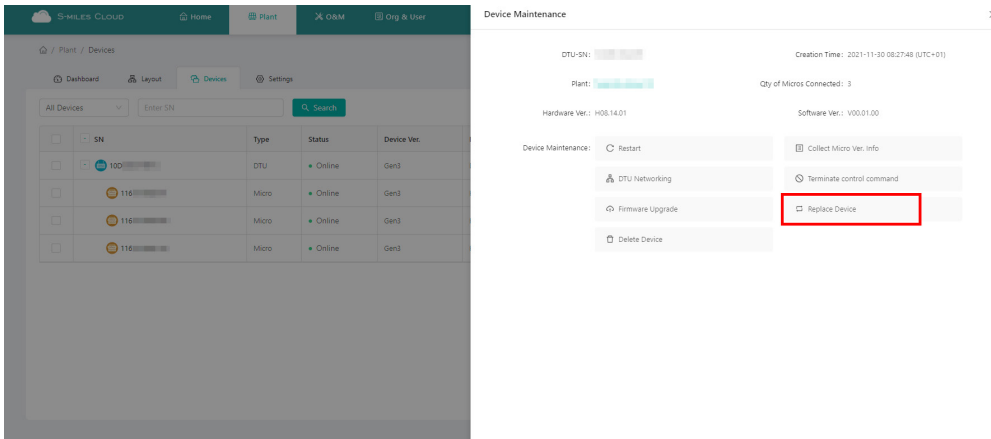 S-MILES CLOUD Home Plant O&M Org & User
/ Plant / Devices
Dashboard Layout Devices Settings
All Devices Enter SN Search
SN Type Status Device Ver.
10D DTU Online Gen3
116 Micro Online Gen3
116 Micro Online Gen3
116 Micro Online Gen3
Device Maintenance
DTU-SN: Creation Time: 2021-11-30 08:27:48 (UTC+01)
Plant: Qty of Micros Connected: 3
Hardware Ver.: H08.14.01 Software Ver.: V00.01.00
Device Maintenance: Restart Collect Micro Ver. Info
DTU Networking Terminate control command
Firmware Upgrade Replace Device
Delete Device